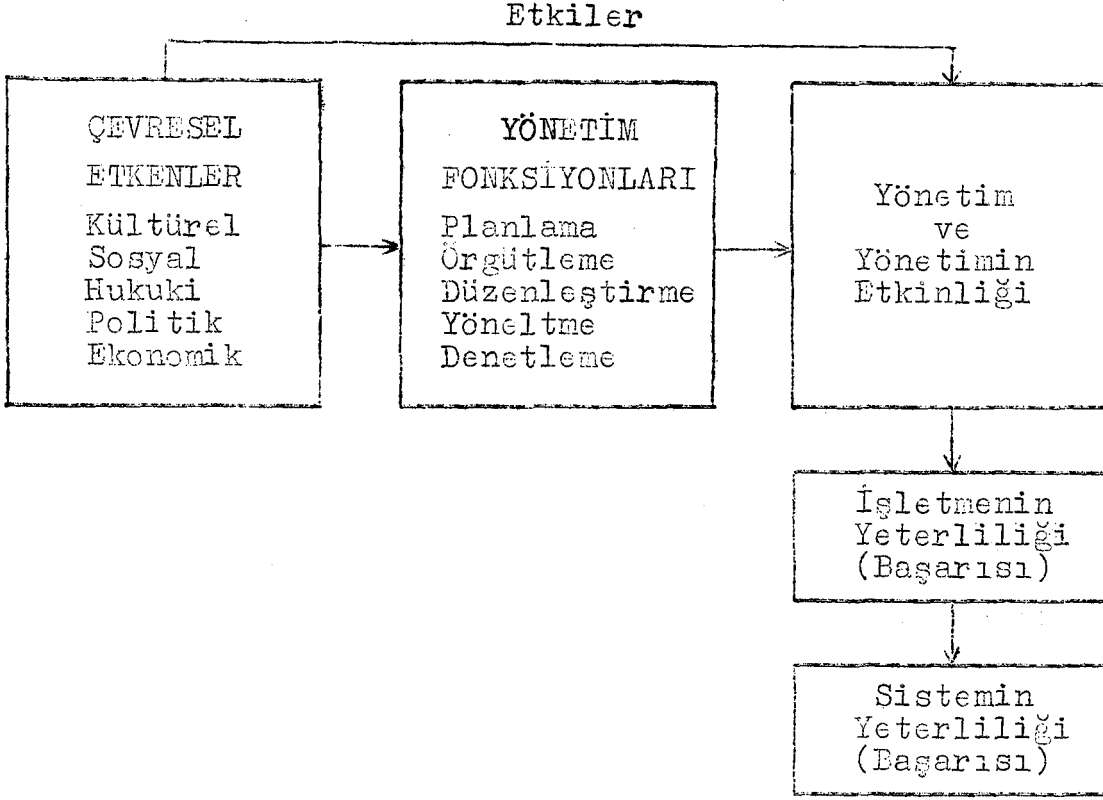 Etkiler
ÇEVRESEL
ETKENLER
Kültürel
Sosyal
Hukuki
Politik
Ekonomik
YÖNETİM
FONKSİYONLARI
Planlama
Örgütleme
Düzenleştirme
Yöneltme
Denetleme
Yönetim
ve
Yönetimin
Etkinliği
İşletmenin
Yeterliliği
(Başarısı)
Sistemin
Yeterliliği
(Başarısı)